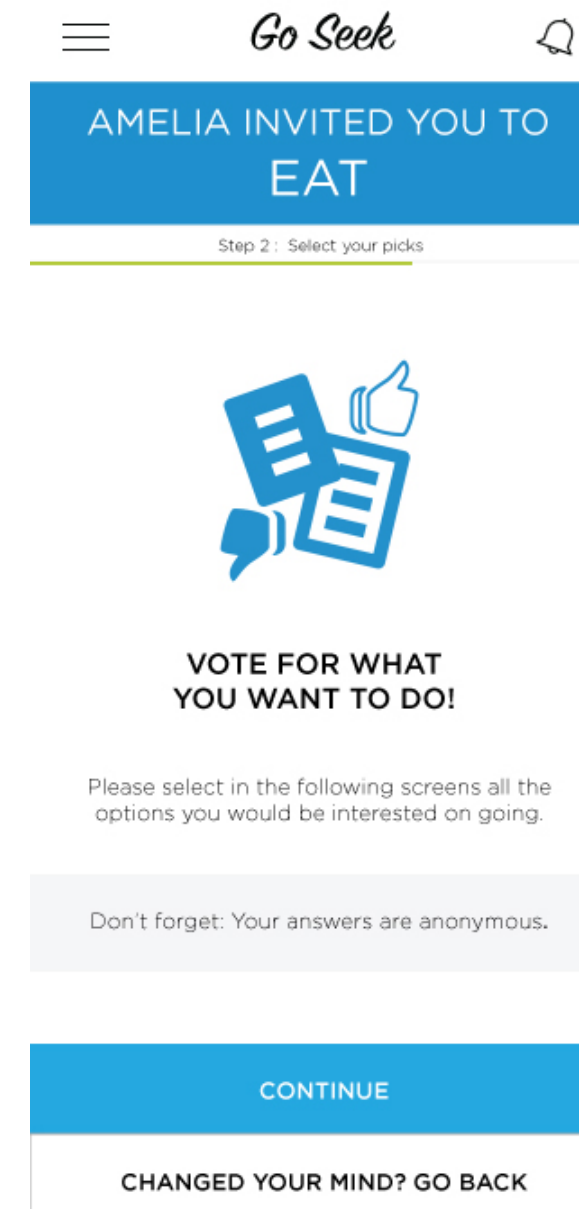 Go Seek
AMELIA INVITED YOU TO
EAT
Step 2 : Select your picks
VOTE FOR WHAT
YOU WANT TO DO!
Please select in the following screens all the
options you would be interested on going.
Don't forget: Your answers are anonymous.
CONTINUE
CHANGED YOUR MIND? GO BACK